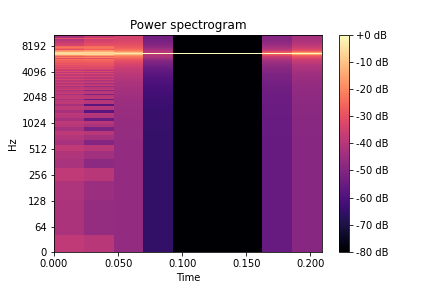 Power spectrogram
Hz
8192
4096
2048
1024
512
256
128
64
0
0.000 0.050 0.100 0.150 0.200
Time
+0 dB
-10 dB
-20 dB
-30 dB
-40 dB
-50 dB
-60 dB
-70 dB
-80 dB